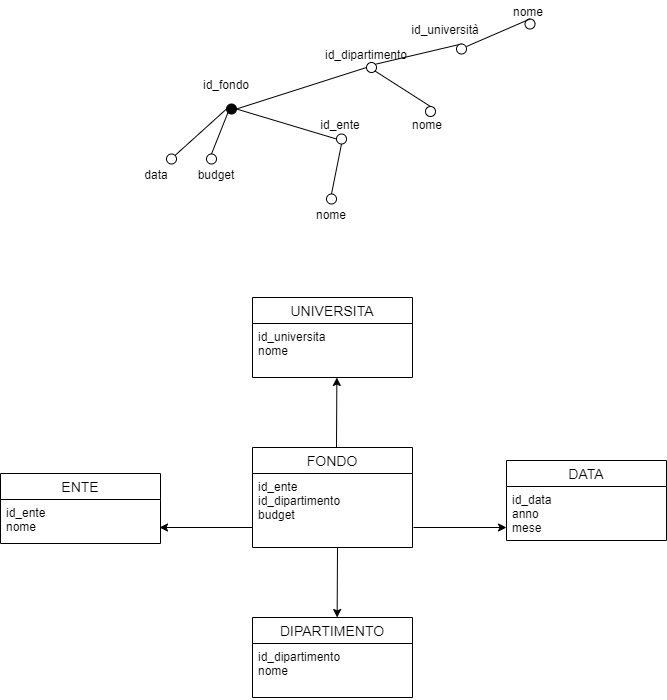 nome
id_università
id_dipartimento
id_fondo
id_ente
nome
data
budget
nome
UNIVERSITA
id_universita
nome
FONDO
id_ente
id_dipartimento
budget
ENTE
id_ente
nome
DATA
id_data
anno
mese
DIPARTIMENTO
id_dipartimento
nome